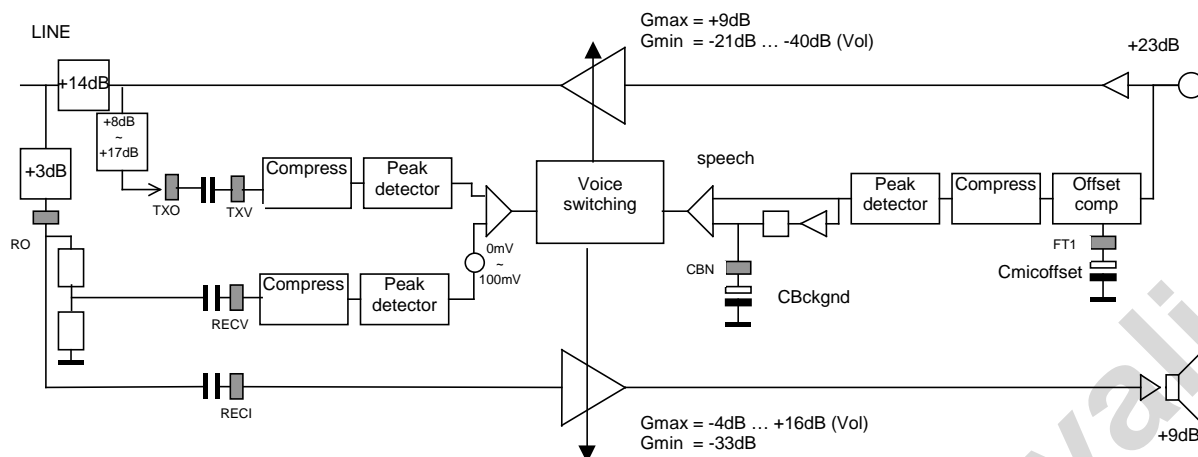 Gmax = +9dB
Gmin = -21dB … -40dB (Vol)
LINE
+23dB
+14dB
+8dB
~
+17dB
+3dB
speech
Compress
Peak
detector
Voice
switching
Peak
detector
Compress
Offset
comp
TXO
TXV
RO
0mV
~
100mV
CBN
FT1
Cmicoffset
CBckgnd
Compress
Peak
detector
RECV
RECI
Gmax = -4dB … +16dB (Vol)
Gmin = -33dB
+9dB
vali